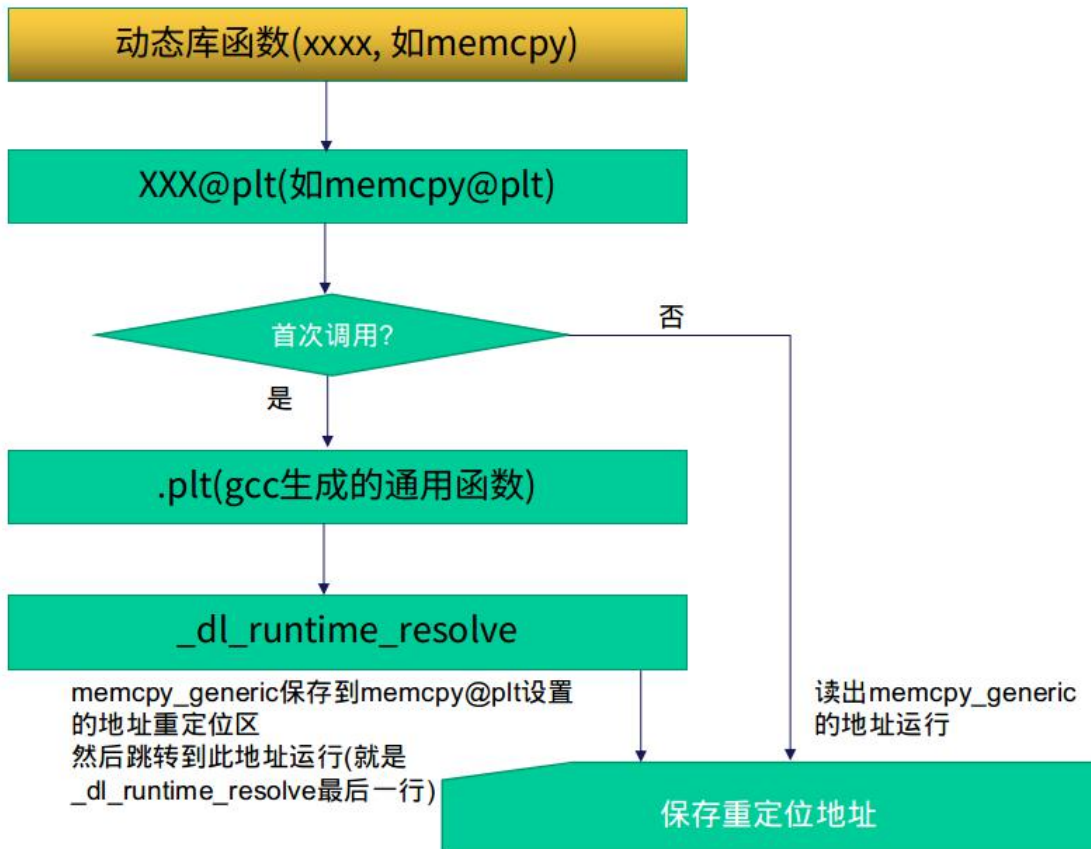 动态库函数(xxxx, 如memcpy)
XXX@plt(如memcpy@plt)
首次调用?
否
是
.plt(gcc生成的通用函数)
_dl_runtime_resolve
memcpy_generic保存到memcpy@plt设置
的地址重定位区
然后跳转到此地址运行(就是
_dl_runtime_resolve最后一行)
读出memcpy_generic
的地址运行
保存重定位地址